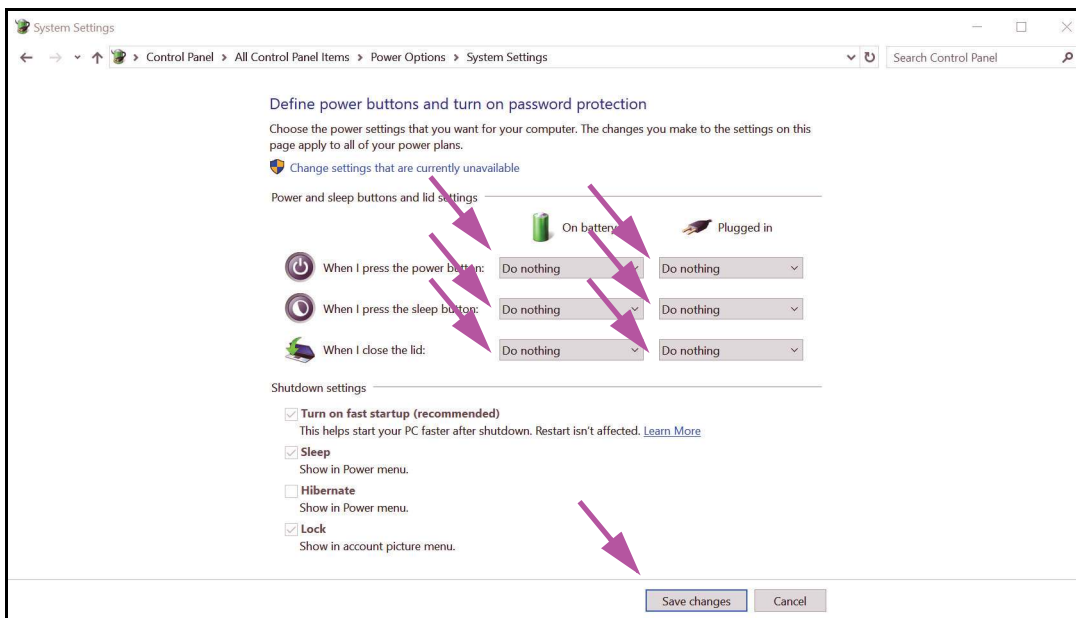 System Settings
Control Panel > All Control Panel Items > Power Options > System Settings
Search Control Panel
Define power buttons and turn on password protection
Choose the power settings that you want for your computer. The changes you make to the settings on this
page apply to all of your power plans.
Change settings that are currently unavailable
Power and sleep buttons and lid settings
On battery Plugged in
When I press the power button: Do nothing Do nothing
When I press the sleep button: Do nothing Do nothing
When I close the lid: Do nothing Do nothing
Shutdown settings
Turn on fast startup (recommended)
This helps start your PC faster after shutdown. Restart isn't affected. Learn More
Sleep
Show in Power menu.
Hibernate
Show in Power menu.
Lock
Show in account picture menu.
Save changes Cancel